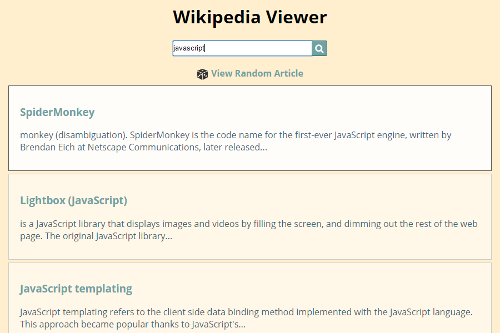 Wikipedia Viewer
javascript
View Random Article
SpiderMonkey
monkey (disambiguation). SpiderMonkey is the code name for the first-ever JavaScript engine, written by
Brendan Eich at Netscape Communications, later released...
Lightbox (JavaScript)
is a JavaScript library that displays images and videos by filling the screen, and dimming out the rest of the web
page. The original JavaScript library...
JavaScript templating
JavaScript templating refers to the client side data binding method implemented with the JavaScript language.
This approach became popular thanks to JavaScript's...